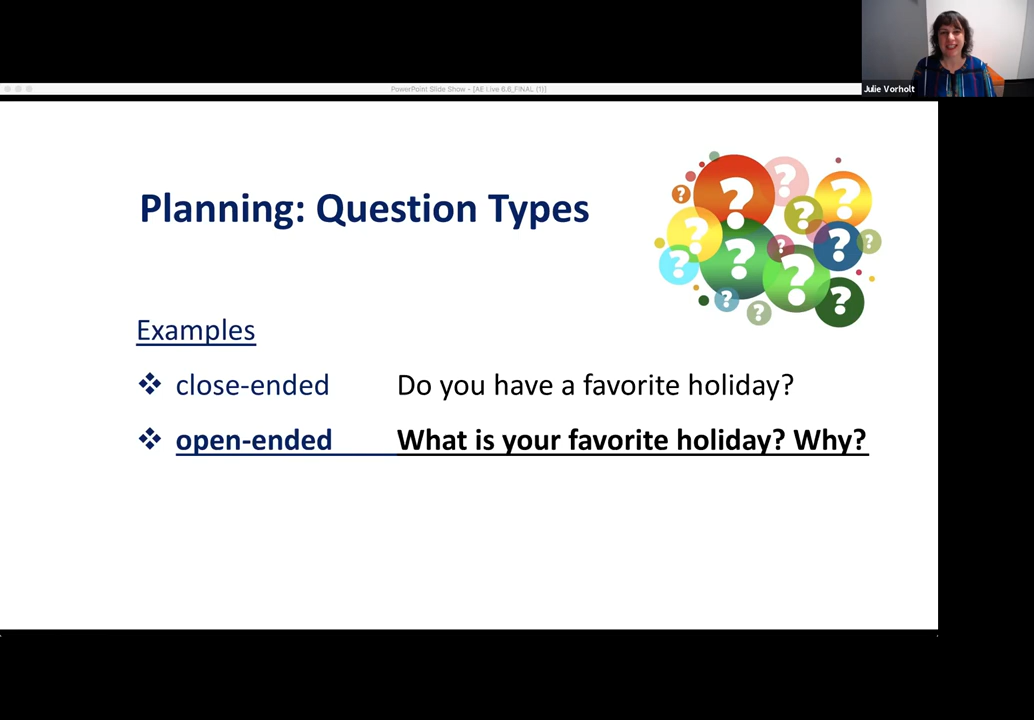 Julie Vorholt
PowerPoint Slide Show - [AE Live 6.6_FINAL (1)]
Planning: Question Types
Examples
❖ close-ended Do you have a favorite holiday?
❖ open-ended What is your favorite holiday? Why?